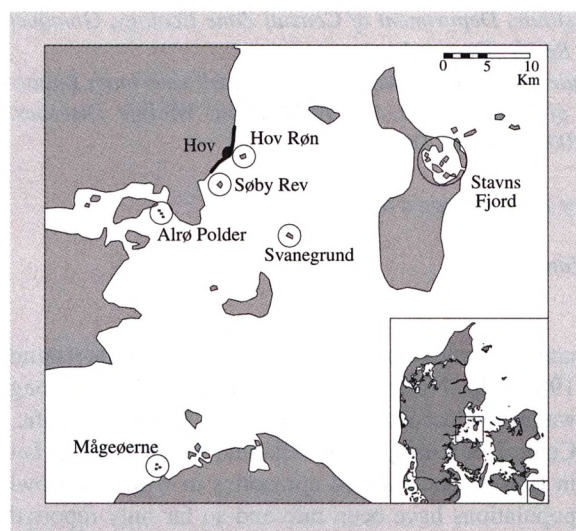 0 5 10
Km
Hov
Hov Røn
Søby Rev
Stavns
Fjord
Alrø Polder
Svanegrund
Mågeøerne